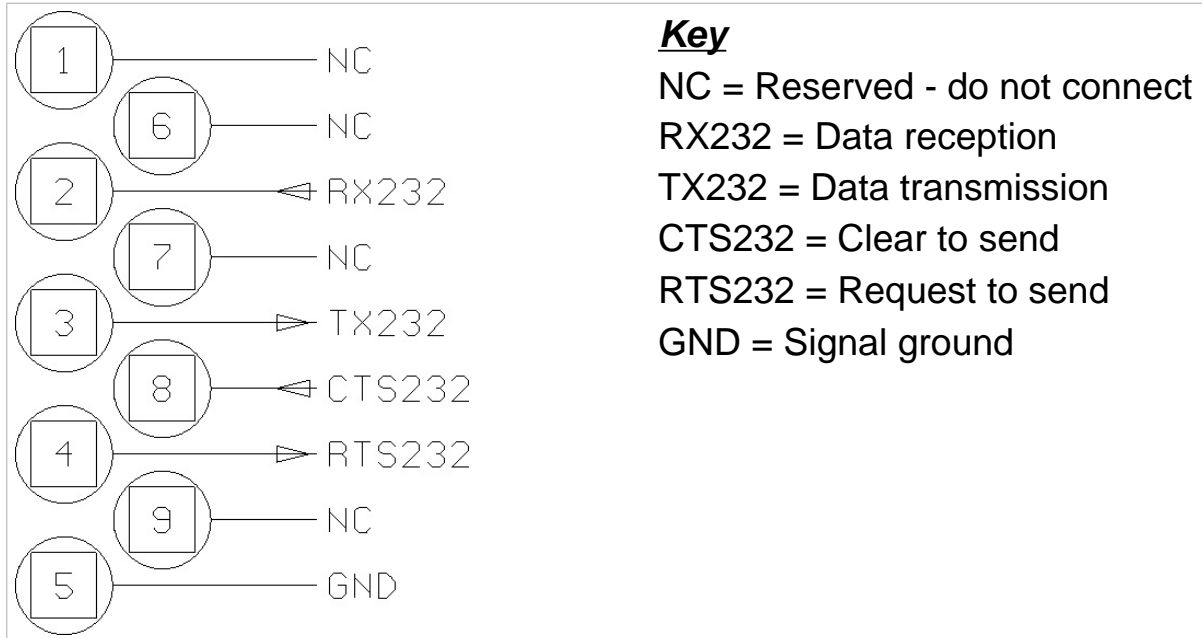 1 NC
6 NC
2 RX232
7 NC
3 TX232
8 CTS232
4 RTS232
9 NC
5 GND
Key
NC = Reserved - do not connect
RX232 = Data reception
TX232 = Data transmission
CTS232 = Clear to send
RTS232 = Request to send
GND = Signal ground